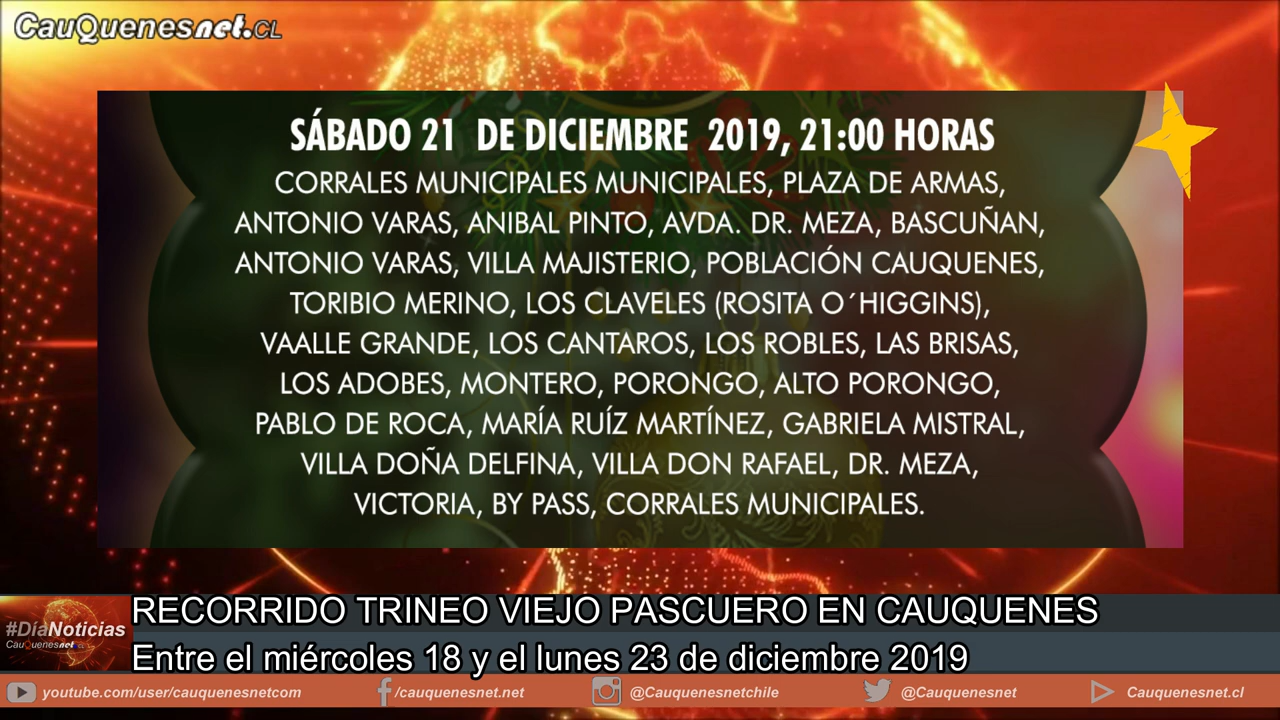 CauQuenesnet.CL
SÁBADO 21 DE DICIEMBRE 2019, 21:00 HORAS
CORRALES MUNICIPALES MUNICIPALES, PLAZA DE ARMAS,
ANTONIO VARAS, ANIBAL PINTO, AVDA. DR. MEZA, BASCUÑAN,
ANTONIO VARAS, VILLA MAJISTERIO, POBLACIÓN CAUQUENES,
TORIBIO MERINO, LOS CLAVELES (ROSITA O´HIGGINS),
VAALLE GRANDE, LOS CANTAROS, LOS ROBLES, LAS BRISAS,
LOS ADOBES, MONTERO, PORONGO, ALTO PORONGO,
PABLO DE ROCA, MARÍA RUÍZ MARTÍNEZ, GABRIELA MISTRAL,
VILLA DOÑA DELFINA, VILLA DON RAFAEL, DR. MEZA,
VICTORIA, BY PASS, CORRALES MUNICIPALES.
RECORRIDO TRINEO VIEJO PASCUERO EN CAUQUENES
#DíaNoticias
CauQuenesnet.cl
Entre el miércoles 18 y el lunes 23 de diciembre 2019
youtube.com/user/cauquenesnetcom /cauquenesnet.net @Cauquenesnetchile @Cauquenesnet Cauquenesnet.cl